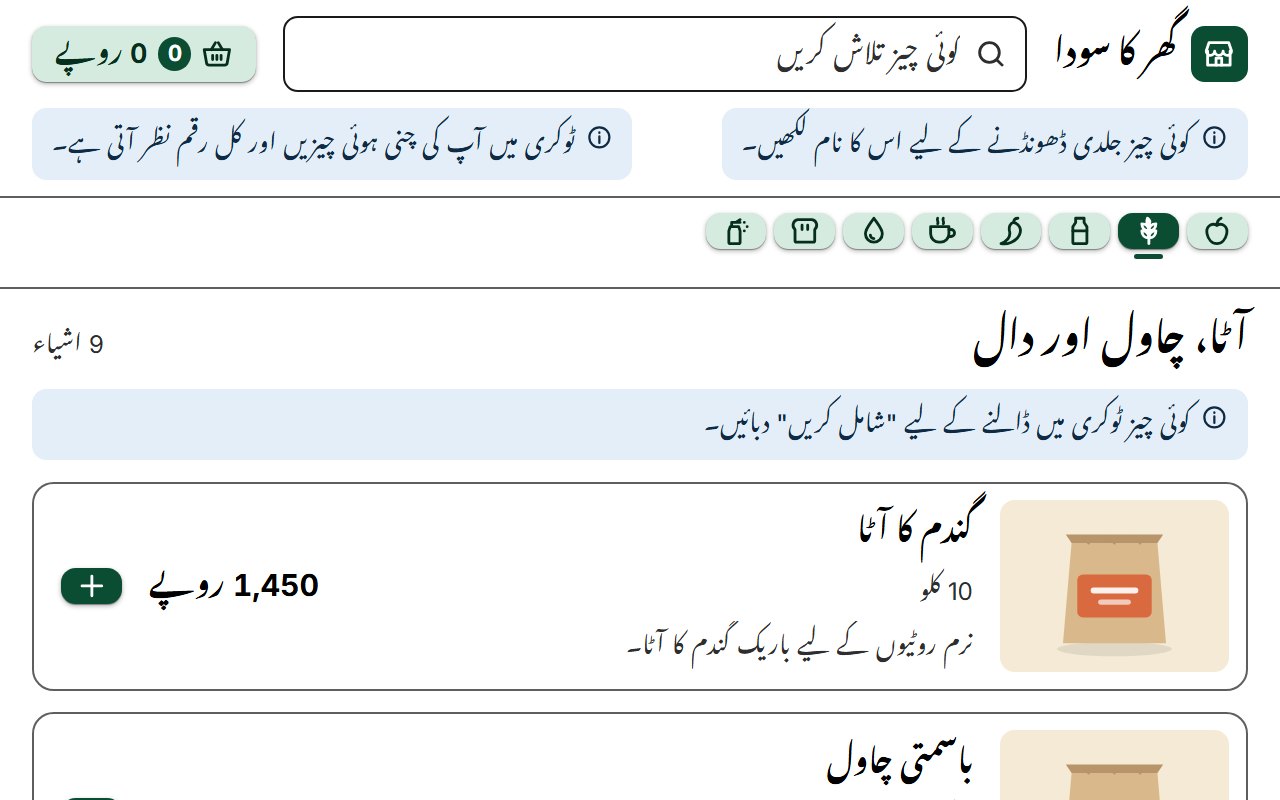 گھر کا سودا
کوئی چیز تلاش کریں
0
0 روپے
کوئی چیز جلدی ڈھونڈنے کے لیے اس کا نام لکھیں۔
ٹوکری میں آپ کی چنی ہوئی چیزیں اور کل رقم نظر آتی ہے۔
آٹا، چاول اور دال
9 اشیاء
کوئی چیز ٹوکری میں ڈالنے کے لیے "شامل کریں" دبائیں۔
گندم کا آٹا
10 کلو
نرم روٹیوں کے لیے باریک گندم کا آٹا۔
1,450 روپے
باسمتی چاول